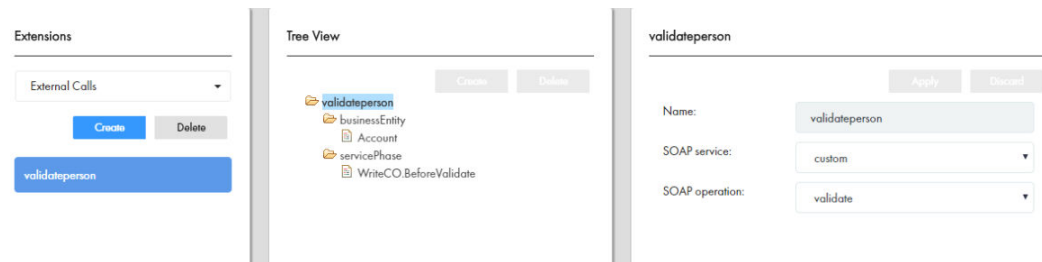 Extensions
External Calls
Create Delete
validateperson
Tree View
Create Delete
validateperson
businessEntity
Account
servicePhase
WriteCO.BeforeValidate
validateperson
Apply Discard
Name: validateperson
SOAP service: custom
SOAP operation: validate